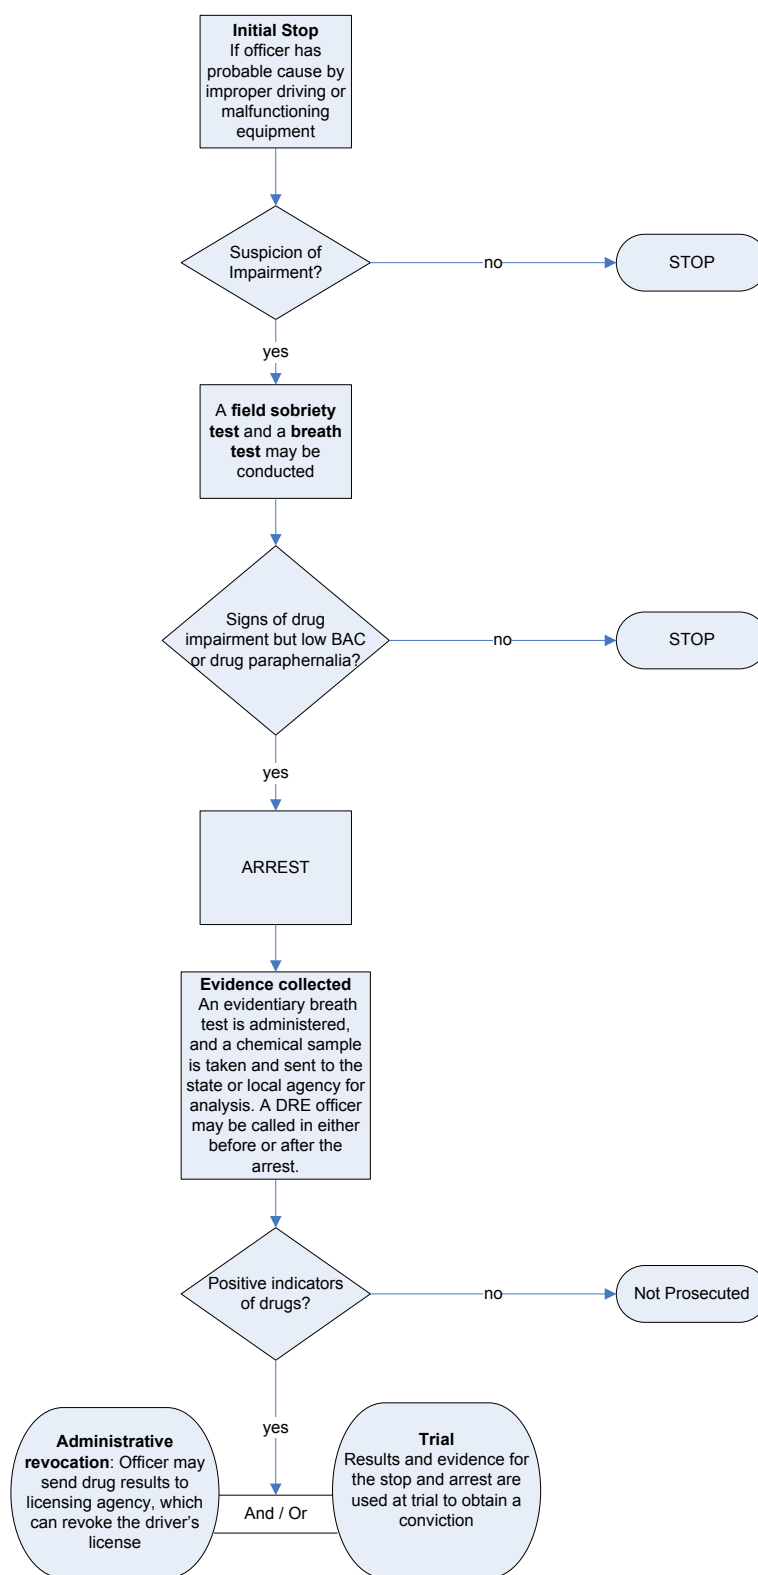 Initial Stop
If officer has
probable cause by
improper driving or
malfunctioning
equipment
Suspicion of
Impairment?
no
STOP
yes
A field sobriety
test and a breath
test may be
conducted
Signs of drug
impairment but low BAC
or drug paraphernalia?
no
STOP
yes
ARREST
Evidence collected
An evidentiary breath
test is administered,
and a chemical sample
is taken and sent to the
state or local agency for
analysis. A DRE officer
may be called in either
before or after the
arrest.
Positive indicators
of drugs?
no
Not Prosecuted
yes
Administrative
revocation: Officer may
send drug results to
licensing agency, which
can revoke the driver’s
license
And / Or
Trial
Results and evidence for
the stop and arrest are
used at trial to obtain a
conviction